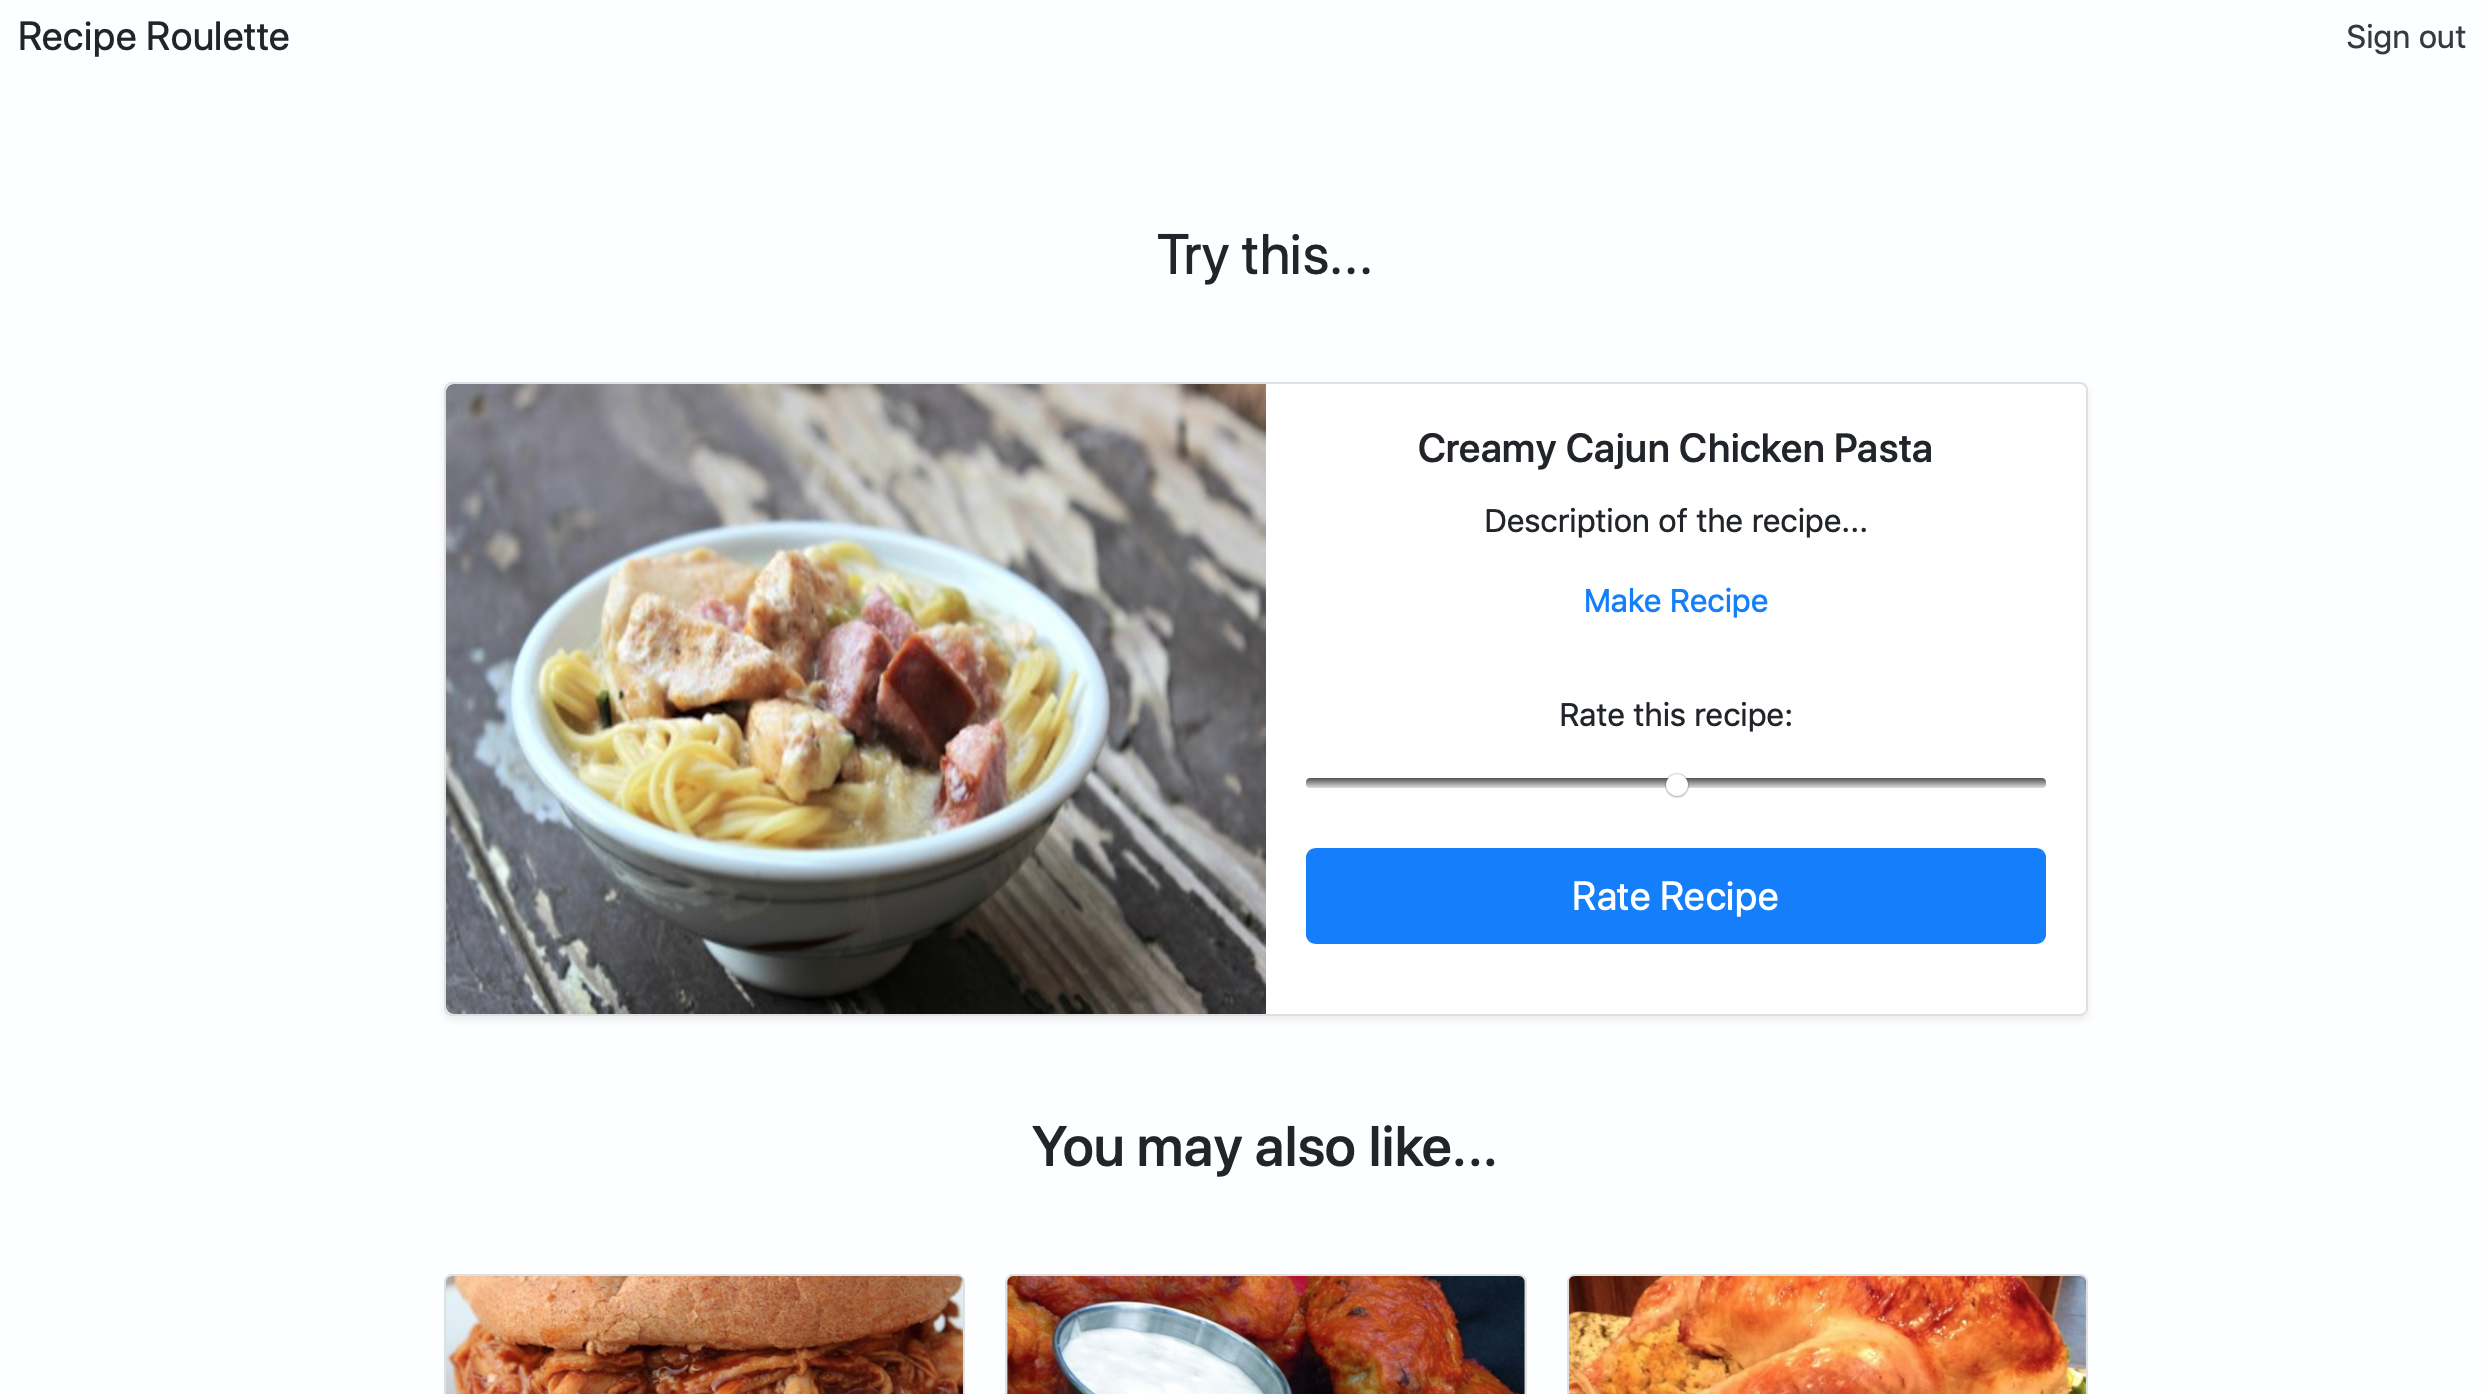 Recipe Roulette
Sign out
Try this...
Creamy Cajun Chicken Pasta
Description of the recipe...
Make Recipe
Rate this recipe:
Rate Recipe
You may also like...